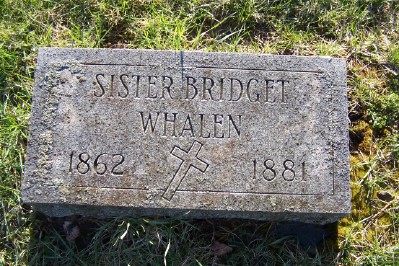 SISTER BRIDGET
WHALEN
1862 1881